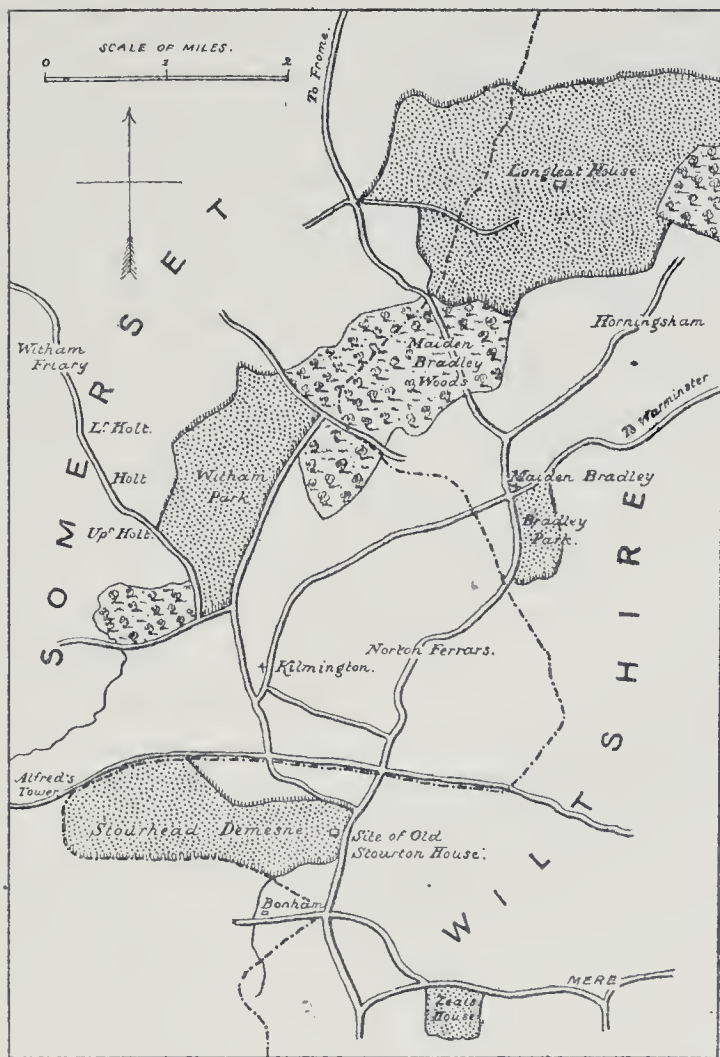 SCALE OF MILES.
0 1 2
To Frome.
Longleat House
SOMERSET
Horningsham
Witham
Friary
Maiden
Bradley
Woods
To Warminster
Lr Holt.
Holt
Witham
Park
Maiden Bradley
Bradley
Park.
Upr Holt.
WILTSHIRE
Norton Ferrars.
Kilmington.
Alfred's
Tower
Stourhead Demesne
Site of Old
Stourton House.
Bonham
MERE
Zeals
House